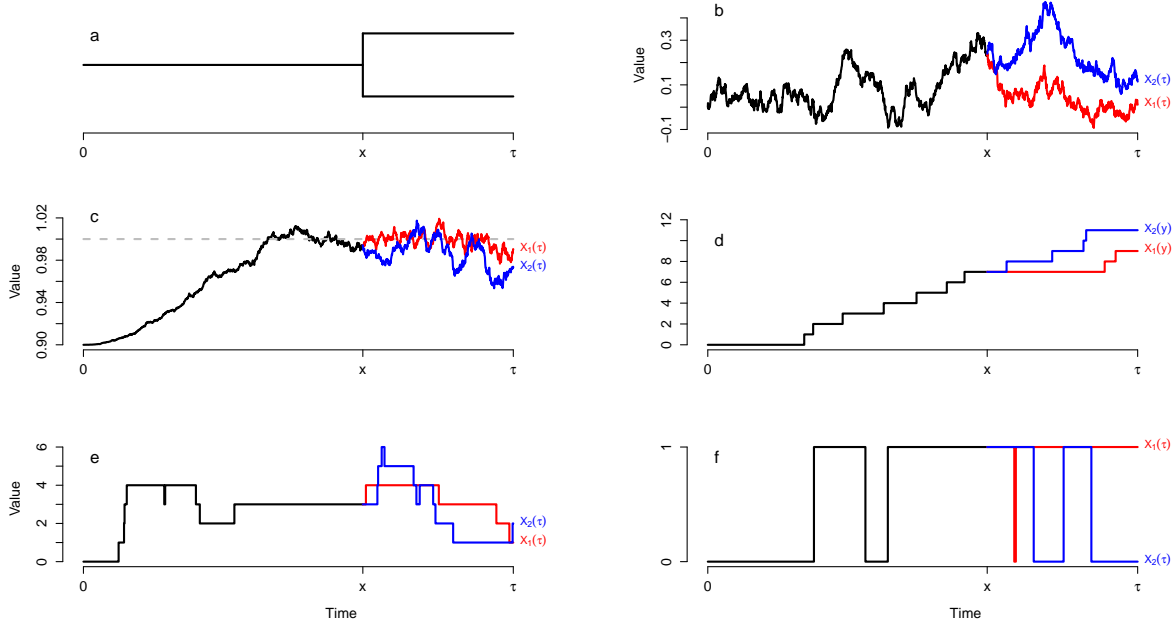 a
0
x
τ
b
Value
−0.1
0.1
0.3
X₂(τ)
X₁(τ)
0
x
τ
c
Value
0.90
0.94
0.98
1.02
X₁(τ)
X₂(τ)
0
x
τ
d
0
2
4
6
8
10
12
X₂(y)
X₁(y)
0
x
τ
e
Value
0
2
4
6
X₂(τ)
X₁(τ)
0
x
τ
Time
f
0
1
X₁(τ)
X₂(τ)
0
x
τ
Time